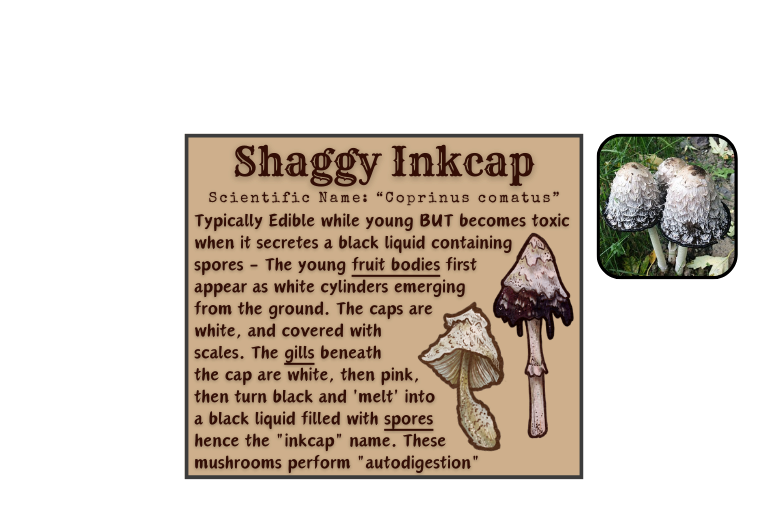 Shaggy Inkcap
Scientific Name: “Coprinus comatus”
Typically Edible while young BUT becomes toxic
when it secretes a black liquid containing
spores - The young fruit bodies first
appear as white cylinders emerging
from the ground. The caps are
white, and covered with
scales. The gills beneath
the cap are white, then pink,
then turn black and 'melt' into
a black liquid filled with spores
hence the "inkcap" name. These
mushrooms perform "autodigestion"